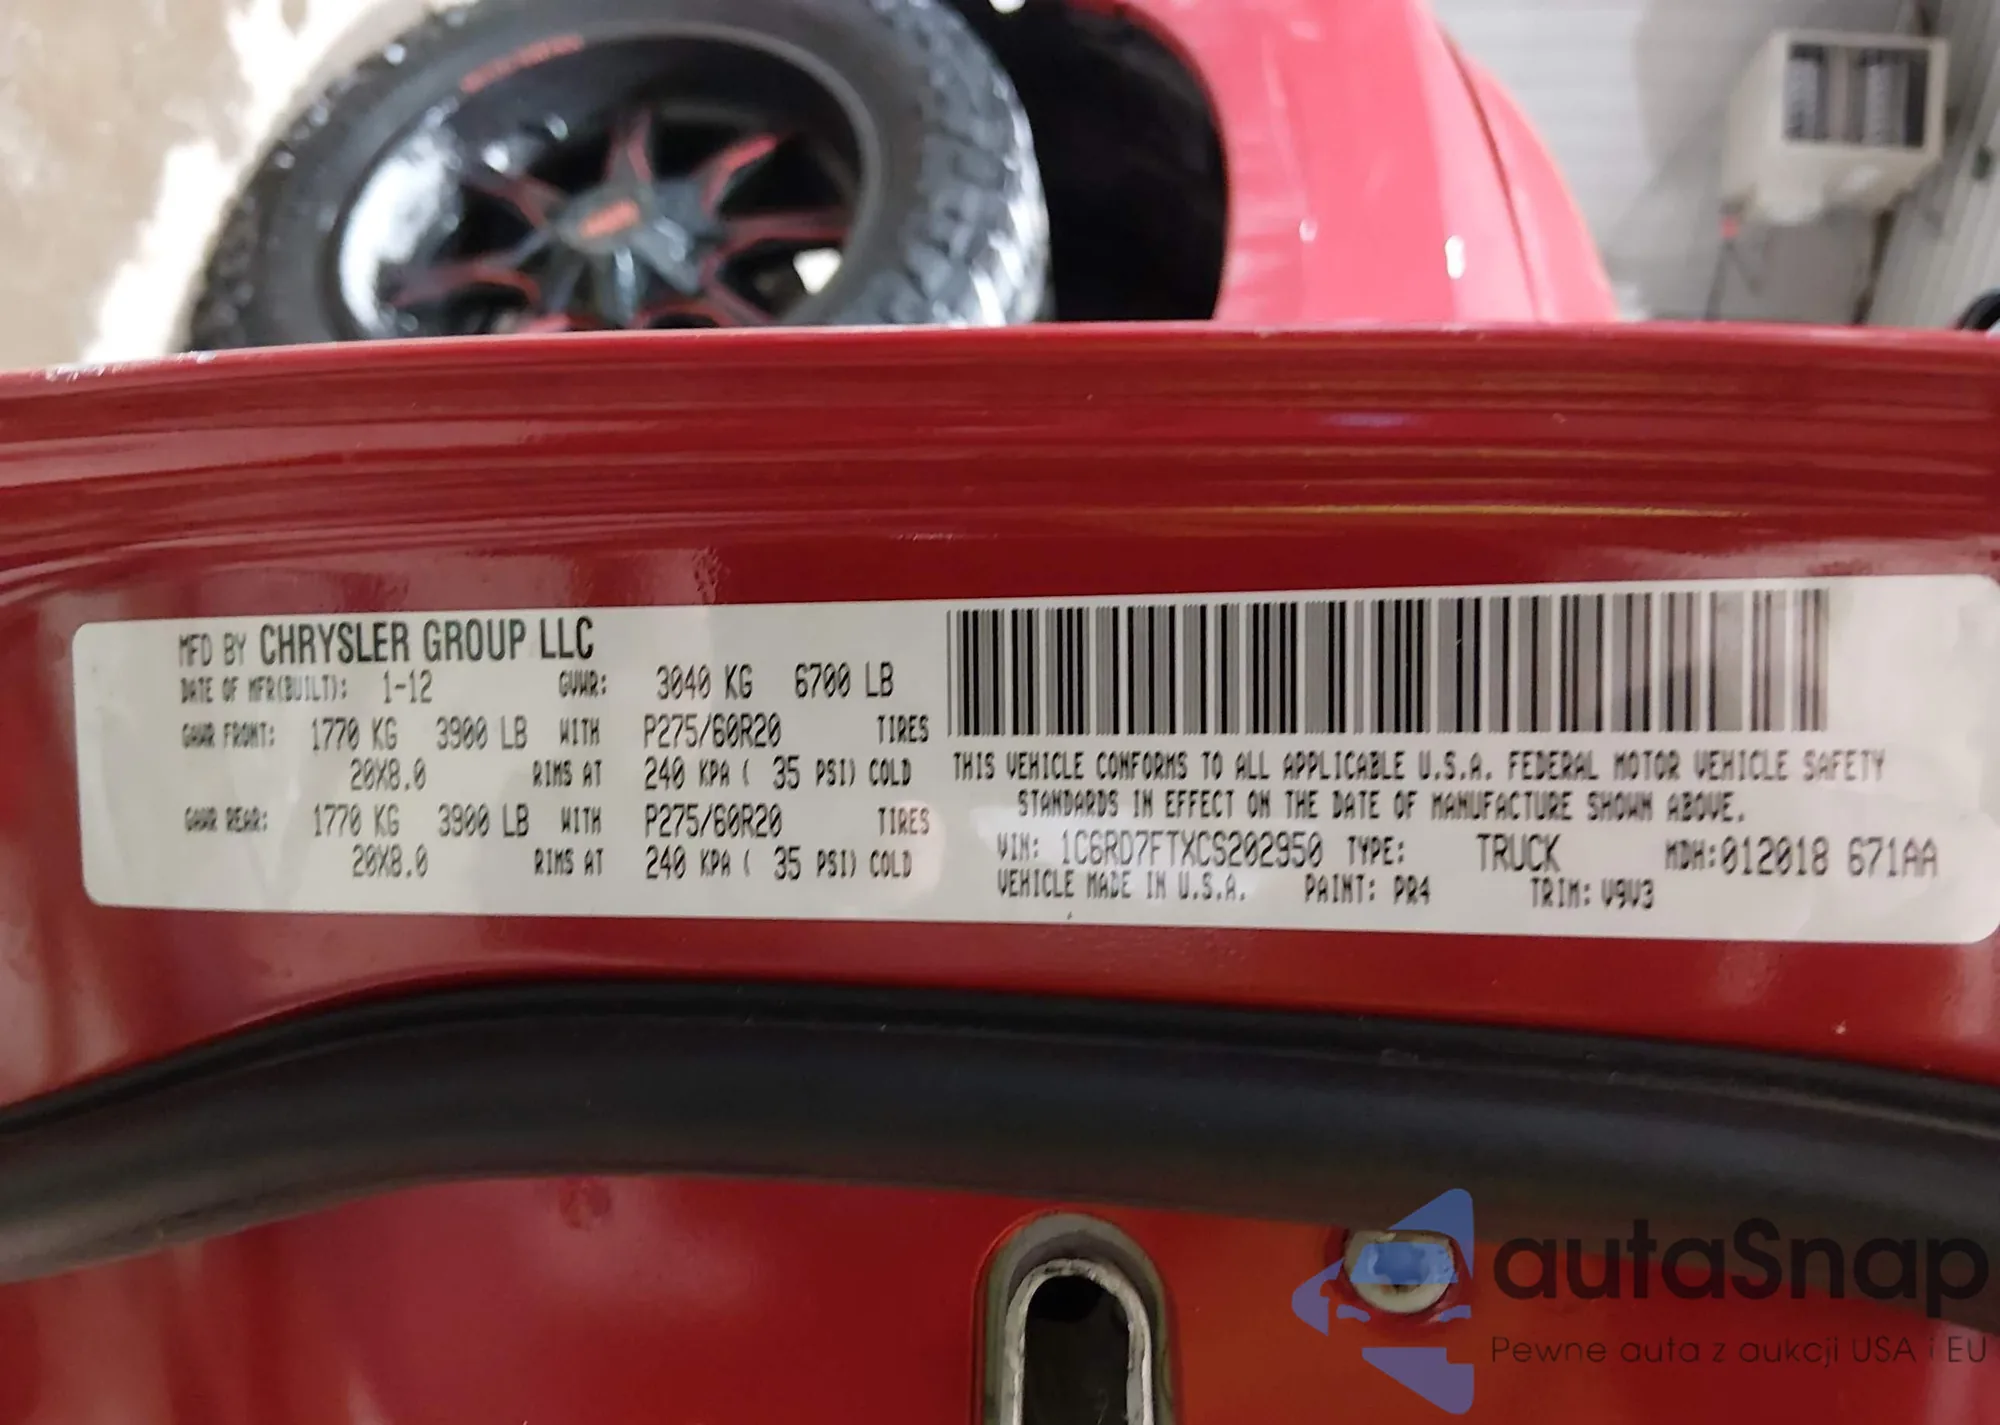 MFD BY CHRYSLER GROUP LLC
DATE OF MFR(BUILT): 1-12 GVWR: 3040 KG 6700 LB
GAWR FRONT: 1770 KG 3900 LB WITH P275/60R20 TIRES
20X8.0 RIMS AT 240 KPA ( 35 PSI) COLD
GAWR REAR: 1770 KG 3900 LB WITH P275/60R20 TIRES
20X8.0 RIMS AT 240 KPA ( 35 PSI) COLD
THIS VEHICLE CONFORMS TO ALL APPLICABLE U.S.A. FEDERAL MOTOR VEHICLE SAFETY
STANDARDS IN EFFECT ON THE DATE OF MANUFACTURE SHOWN ABOVE.
VIN: 1C6RD7FTXCS202950 TYPE: TRUCK MDH:012018 671AA
VEHICLE MADE IN U.S.A. PAINT: PR4 TRIM: V9V3
autaSnap
Pewne auta z aukcji USA i EU